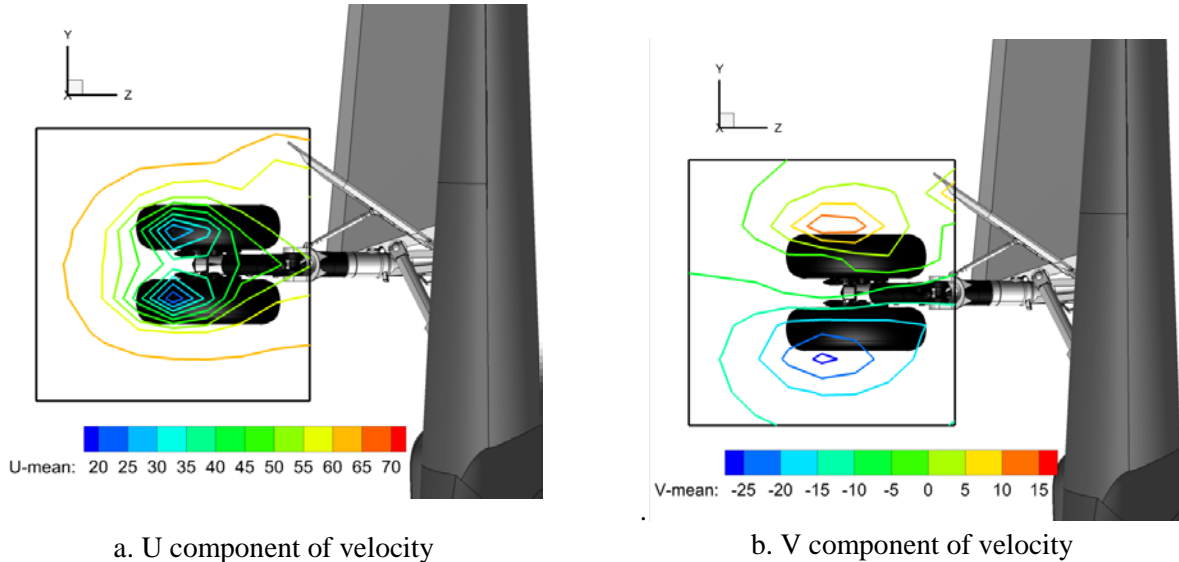 Y
X Z
U-mean: 20 25 30 35 40 45 50 55 60 65 70
a. U component of velocity
Y
X Z
V-mean: -25 -20 -15 -10 -5 0 5 10 15
.
b. V component of velocity